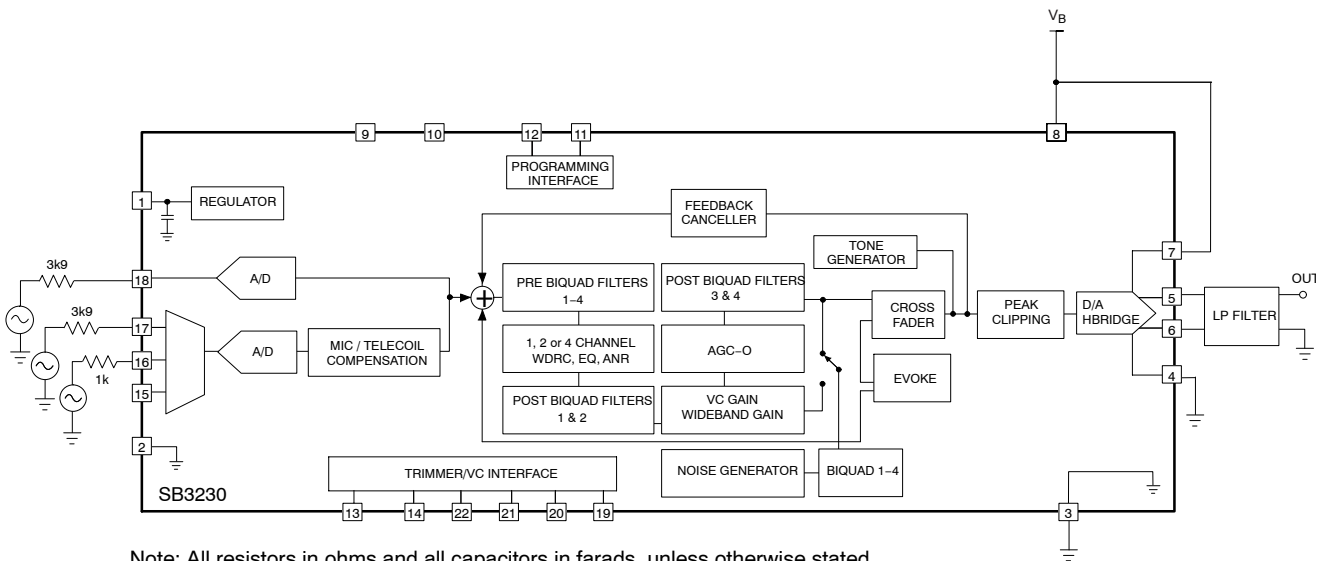 VB
9
10
12
11
8
PROGRAMMING
INTERFACE
1
REGULATOR
FEEDBACK
CANCELLER
TONE
GENERATOR
7
3k9
18
A/D
PRE BIQUAD FILTERS
1–4
POST BIQUAD FILTERS
3 & 4
CROSS
FADER
PEAK
CLIPPING
D/A
HBRIDGE
5
6
LP FILTER
OUT
3k9
17
16
15
1k
A/D
MIC / TELECOIL
COMPENSATION
1, 2 or 4 CHANNEL
WDRC, EQ, ANR
AGC–O
EVOKE
4
POST BIQUAD FILTERS
1 & 2
VC GAIN
WIDEBAND GAIN
2
TRIMMER/VC INTERFACE
NOISE GENERATOR
BIQUAD 1–4
SB3230
13
14
22
21
20
19
3
Note: All resistors in ohms and all capacitors in farads, unless otherwise stated.